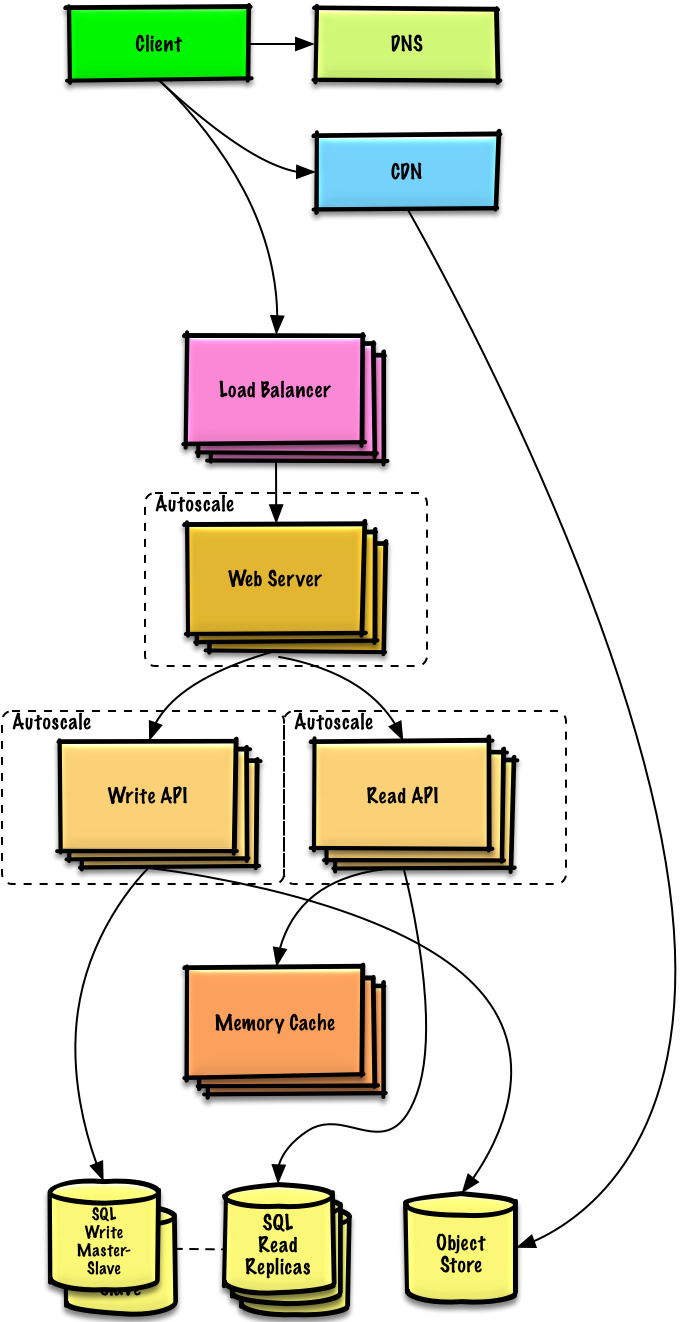 Client
DNS
CDN
Load Balancer
Autoscale
Web Server
Autoscale
Autoscale
Write API
Read API
Memory Cache
SQL
Write
Master-
Slave
Slave
SQL
Read
Replicas
Object
Store